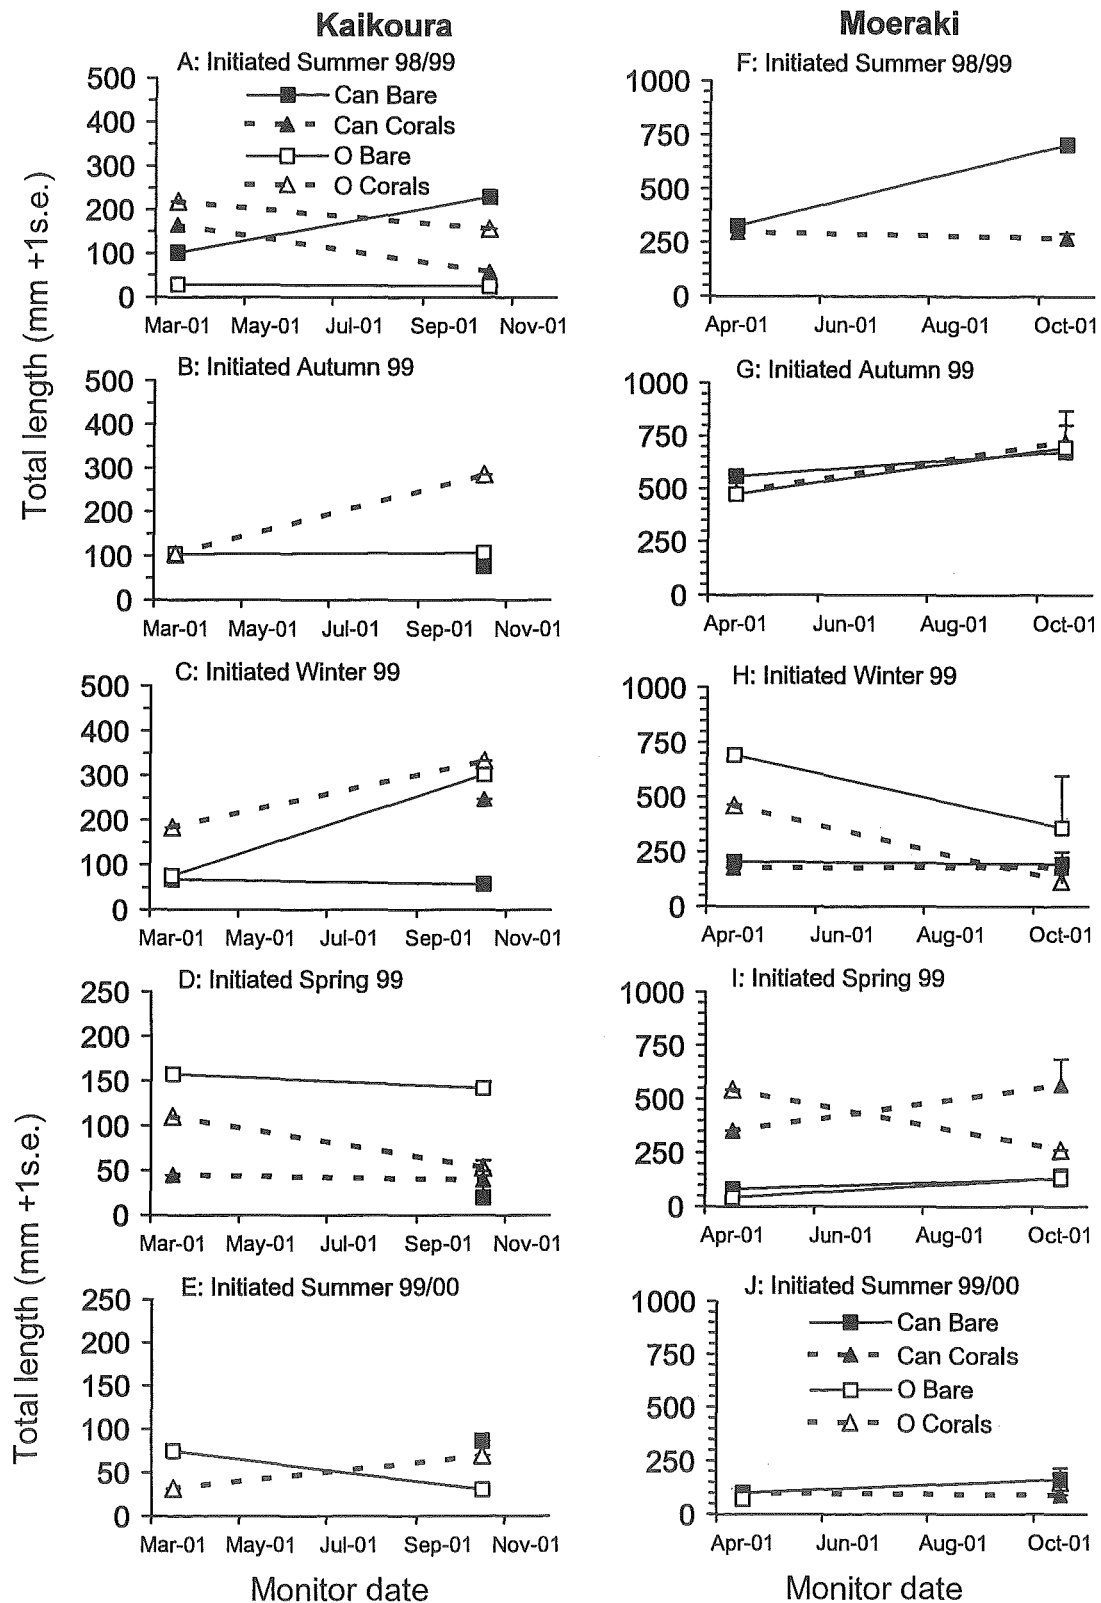 Kaikoura
Moeraki
A: Initiated Summer 98/99
500
400
300
200
100
0
Can Bare
Can Corals
O Bare
O Corals
Mar-01 May-01 Jul-01 Sep-01 Nov-01
F: Initiated Summer 98/99
1000
750
500
250
0
Apr-01 Jun-01 Aug-01 Oct-01
Total length (mm +1s.e.)
B: Initiated Autumn 99
500
400
300
200
100
0
Mar-01 May-01 Jul-01 Sep-01 Nov-01
G: Initiated Autumn 99
1000
750
500
250
0
Apr-01 Jun-01 Aug-01 Oct-01
C: Initiated Winter 99
500
400
300
200
100
0
Mar-01 May-01 Jul-01 Sep-01 Nov-01
H: Initiated Winter 99
1000
750
500
250
0
Apr-01 Jun-01 Aug-01 Oct-01
D: Initiated Spring 99
250
200
150
100
50
0
Mar-01 May-01 Jul-01 Sep-01 Nov-01
I: Initiated Spring 99
1000
750
500
250
0
Apr-01 Jun-01 Aug-01 Oct-01
Total length (mm +1s.e.)
E: Initiated Summer 99/00
250
200
150
100
50
0
Mar-01 May-01 Jul-01 Sep-01 Nov-01
Monitor date
J: Initiated Summer 99/00
1000
750
500
250
0
Can Bare
Can Corals
O Bare
O Corals
Apr-01 Jun-01 Aug-01 Oct-01
Monitor date